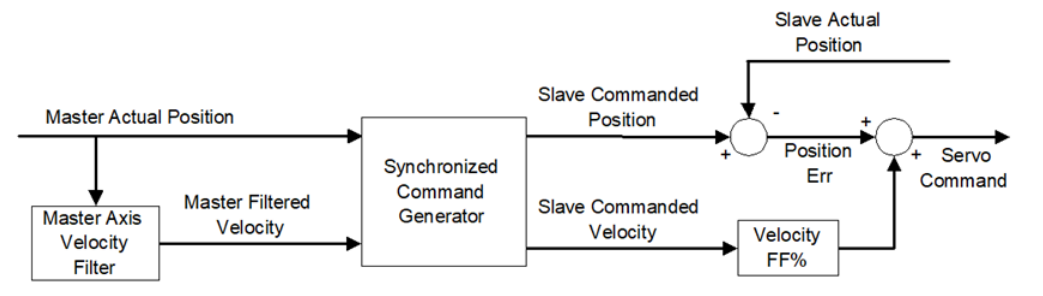 Slave Actual
Position
Master Actual Position
Slave Commanded
Position
-
+
+
Position
Err
+
Servo
Command
Synchronized
Command
Generator
Master Axis
Velocity
Filter
Master Filtered
Velocity
Slave Commanded
Velocity
Velocity
FF%